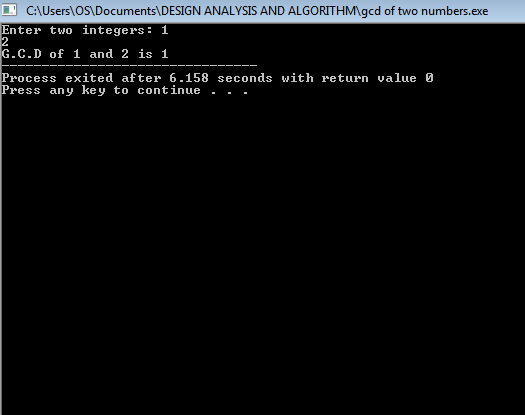 C:\Users\OS\Documents\DESIGN ANALYSIS AND ALGORITHM\gcd of two numbers.exe
Enter two integers: 1
2
G.C.D of 1 and 2 is 1
--------------------------------
Process exited after 6.158 seconds with return value 0
Press any key to continue . . .